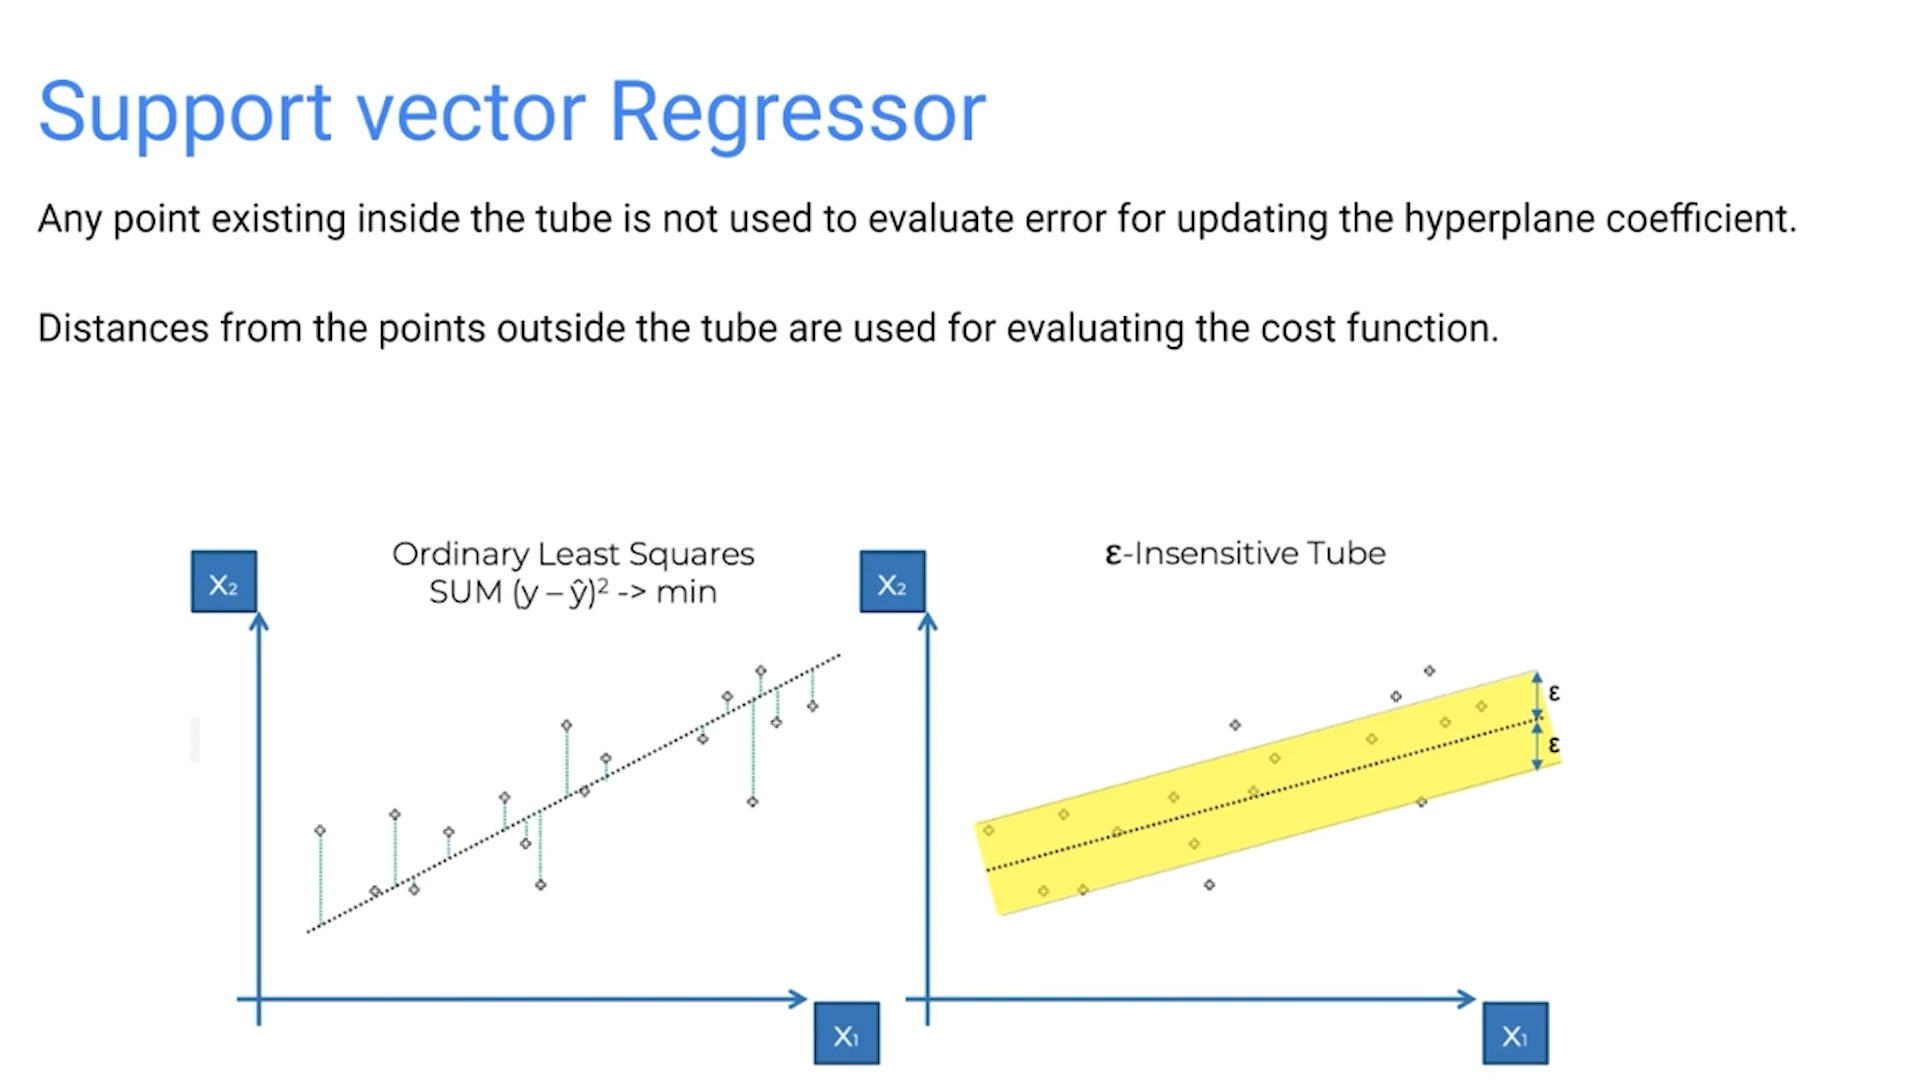 Support vector Regressor
Any point existing inside the tube is not used to evaluate error for updating the hyperplane coefficient.
Distances from the points outside the tube are used for evaluating the cost function.
X₂
Ordinary Least Squares
SUM (y – ŷ)² -> min
X₁
X₂
ε-Insensitive Tube
ε
ε
X₁